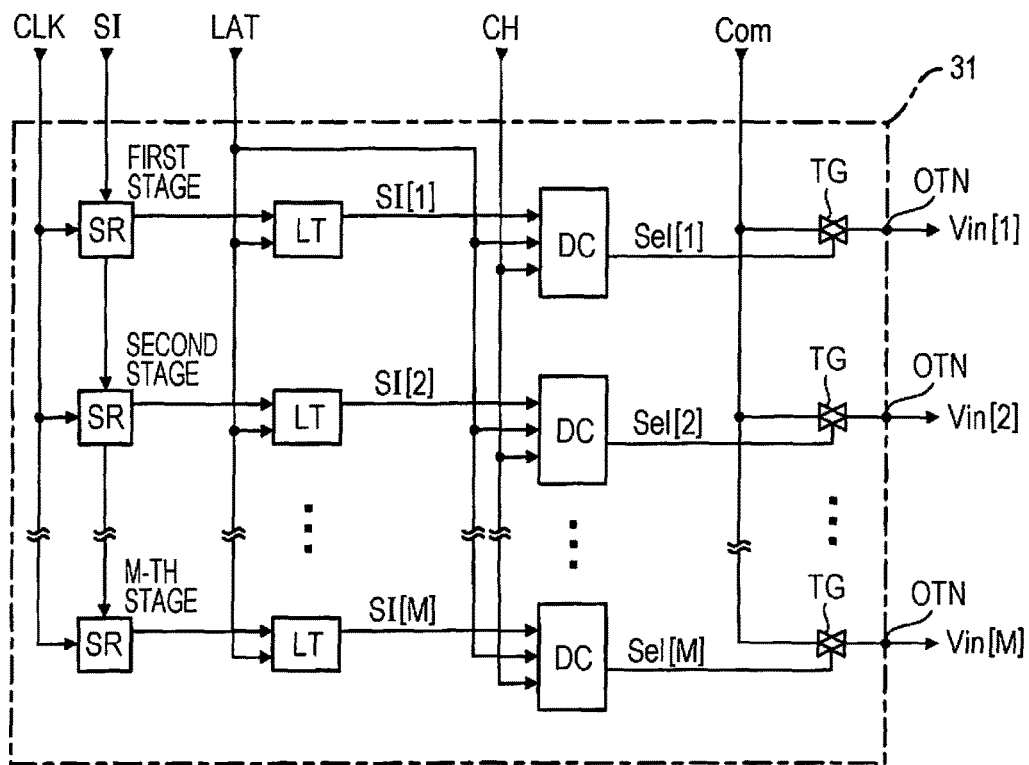 CLK SI LAT CH Com
31
FIRST
STAGE
SR
LT
SI[1]
DC
Sel[1]
TG
OTN
Vin[1]
SECOND
STAGE
SR
LT
SI[2]
DC
Sel[2]
TG
OTN
Vin[2]
M-TH
STAGE
SR
LT
SI[M]
DC
Sel[M]
TG
OTN
Vin[M]